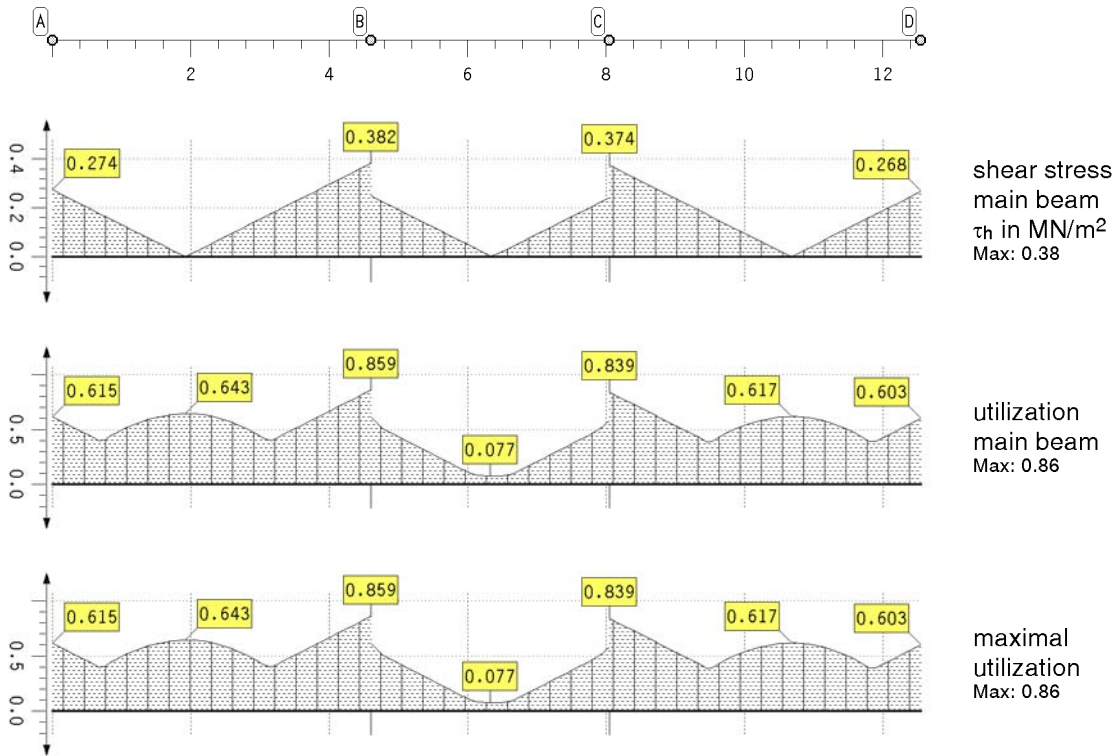 A B C D
2 4 6 8 10 12
0.4
0.2
0.0
0.274
0.382
0.374
0.268
shear stress
main beam
τh in MN/m²
Max: 0.38
0.5
0.0
0.615
0.643
0.859
0.077
0.839
0.617
0.603
utilization
main beam
Max: 0.86
0.5
0.0
0.615
0.643
0.859
0.077
0.839
0.617
0.603
maximal
utilization
Max: 0.86